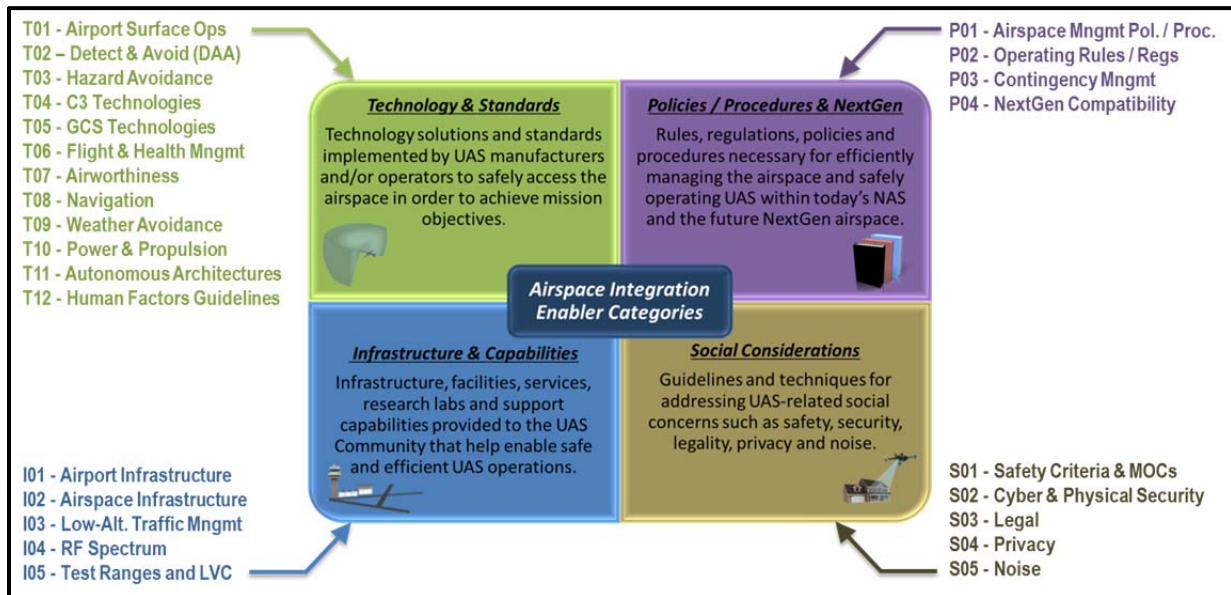 T01 - Airport Surface Ops
T02 – Detect & Avoid (DAA)
T03 - Hazard Avoidance
T04 - C3 Technologies
T05 - GCS Technologies
T06 - Flight & Health Mngmt
T07 - Airworthiness
T08 - Navigation
T09 - Weather Avoidance
T10 - Power & Propulsion
T11 - Autonomous Architectures
T12 - Human Factors Guidelines
P01 - Airspace Mngmt Pol. / Proc.
P02 - Operating Rules / Regs
P03 - Contingency Mngmt
P04 - NextGen Compatibility
Technology & Standards
Technology solutions and standards
implemented by UAS manufacturers
and/or operators to safely access the
airspace in order to achieve mission
objectives.
Policies / Procedures & NextGen
Rules, regulations, policies and
procedures necessary for efficiently
managing the airspace and safely
operating UAS within today's NAS
and the future NextGen airspace.
Airspace Integration
Enabler Categories
Infrastructure & Capabilities
Infrastructure, facilities, services,
research labs and support
capabilities provided to the UAS
Community that help enable safe
and efficient UAS operations.
Social Considerations
Guidelines and techniques for
addressing UAS-related social
concerns such as safety, security,
legality, privacy and noise.
I01 - Airport Infrastructure
I02 - Airspace Infrastructure
I03 - Low-Alt. Traffic Mngmt
I04 - RF Spectrum
I05 - Test Ranges and LVC
S01 - Safety Criteria & MOCs
S02 - Cyber & Physical Security
S03 - Legal
S04 - Privacy
S05 - Noise